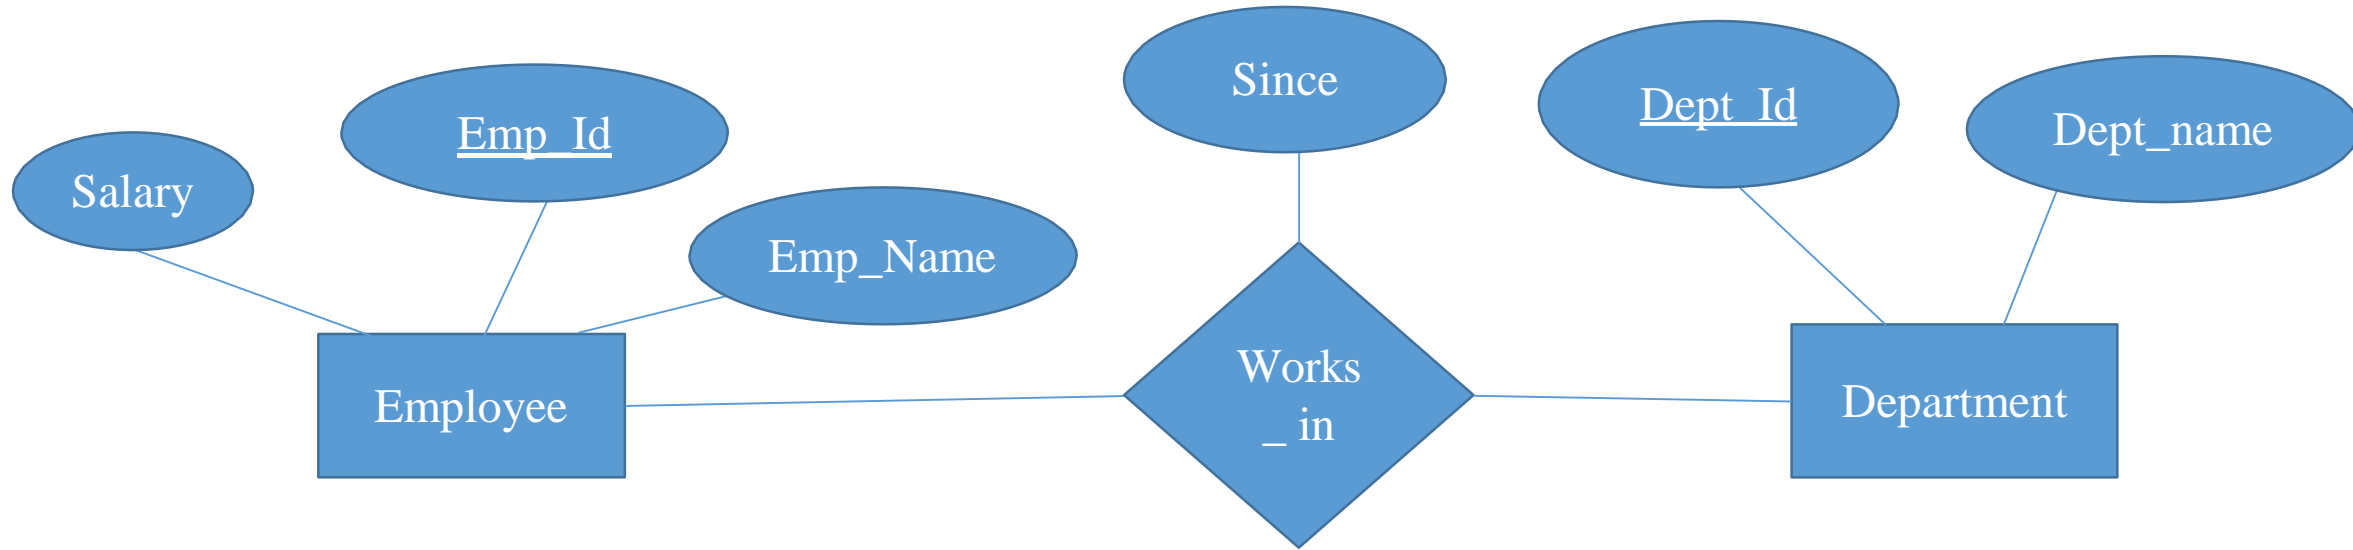 Since
Dept_Id
Dept_name
Emp_Id
Salary
Emp_Name
Works
_ in
Employee
Department